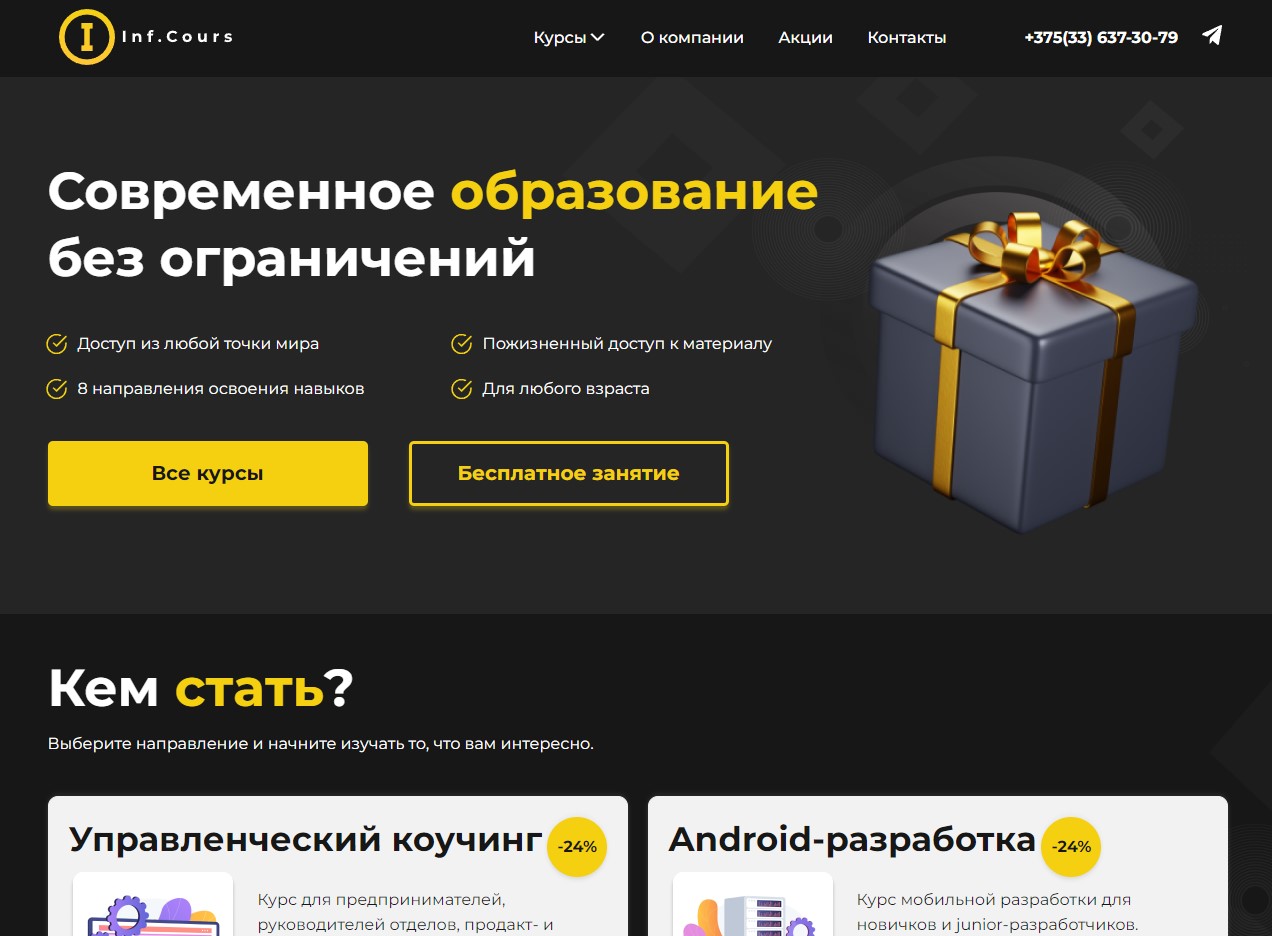 Inf.Cours
Курсы О компании Акции Контакты +375(33) 637-30-79
Современное образование
без ограничений
Доступ из любой точки мира
Пожизненный доступ к материалу
8 направления освоения навыков
Для любого взраста
Все курсы
Бесплатное занятие
Кем стать?
Выберите направление и начните изучать то, что вам интересно.
Управленческий коучинг -24%
Курс для предпринимателей,
руководителей отделов, продакт- и
Android-разработка -24%
Курс мобильной разработки для
новичков и junior-разработчиков.